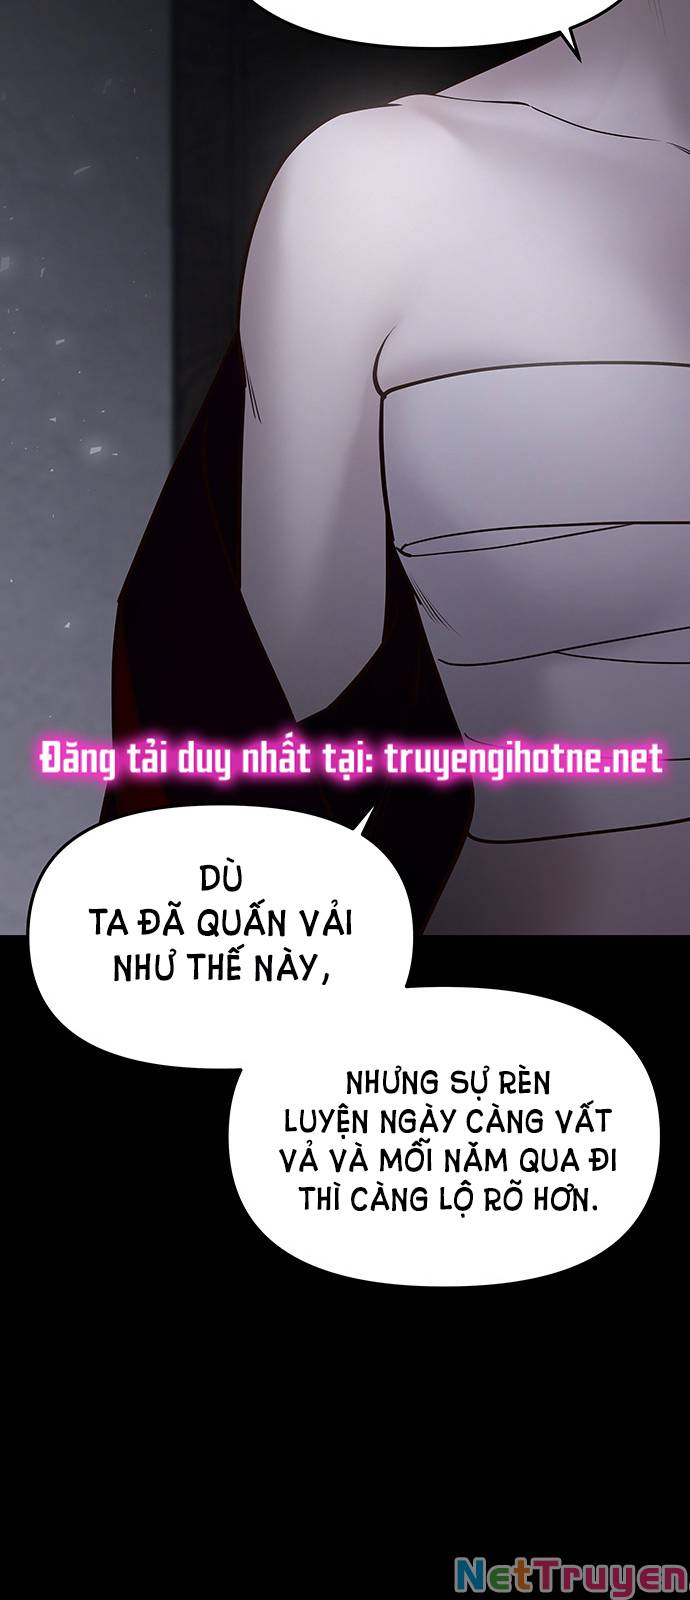 Đăng tải duy nhất tại: truyengihotne.net
DÙ
TA ĐÃ QUẤN VẢI
NHƯ THẾ NÀY,
NHƯNG SỰ RÈN
LUYỆN NGÀY CÀNG VẤT
VẢ VÀ MỖI NĂM QUA ĐI
THÌ CÀNG LỘ RÕ HƠN.
NetTruyen